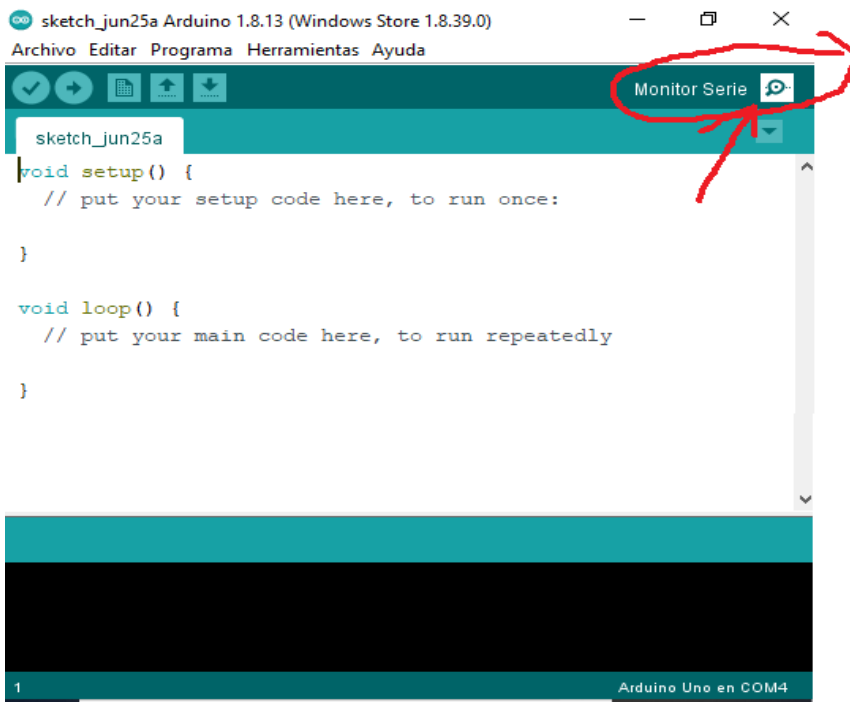 sketch_jun25a Arduino 1.8.13 (Windows Store 1.8.39.0)
Archivo Editar Programa Herramientas Ayuda
Monitor Serie
sketch_jun25a
void setup() {
// put your setup code here, to run once:
}
void loop() {
// put your main code here, to run repeatedly
}
1
Arduino Uno en COM4